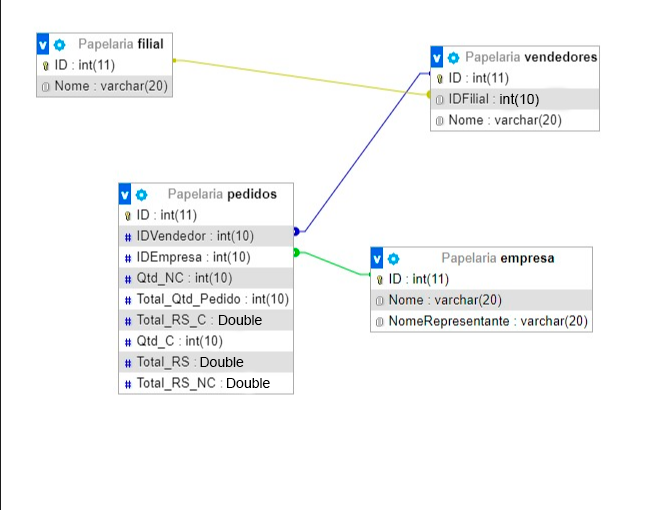 Papelaria filial
ID : int(11)
Nome : varchar(20)
Papelaria vendedores
ID : int(11)
IDFilial : int(10)
Nome : varchar(20)
Papelaria pedidos
ID : int(11)
IDVendedor : int(10)
IDEmpresa : int(10)
Qtd_NC : int(10)
Total_Qtd_Pedido : int(10)
Total_RS_C : Double
Qtd_C : int(10)
Total_RS : Double
Total_RS_NC : Double
Papelaria empresa
ID : int(11)
Nome : varchar(20)
NomeRepresentante : varchar(20)